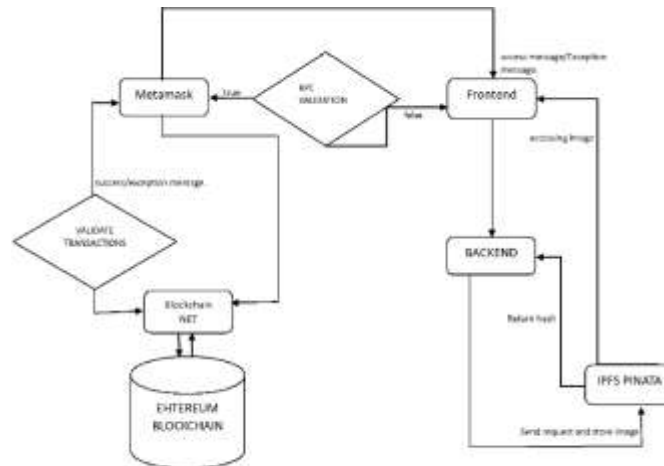 success message/Exception
message.
Metamask
True
VALIDATION
false
Frontend
accessing image
success/exception message.
VALIDATE
TRANSACTIONS
BACKEND
Blockchain
NET
Return hash
EHTEREUM
BLOCKCHAIN
IPFS PINATA
Send request and store image